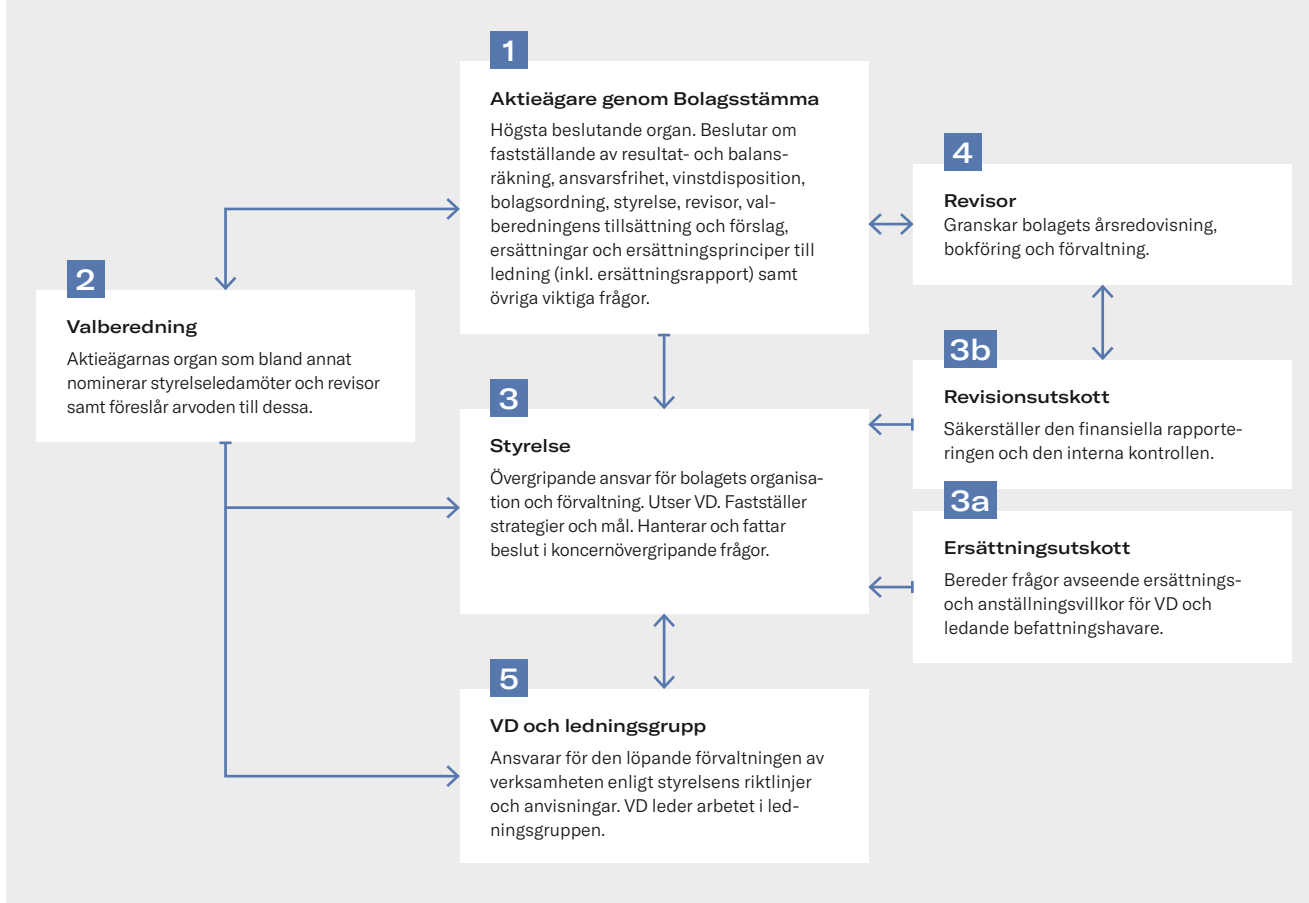 1
Aktieägare genom Bolagsstämma
Högsta beslutande organ. Beslutar om
fastställande av resultat- och balans-
räkning, ansvarsfrihet, vinstdisposition,
bolagsordning, styrelse, revisor, val-
beredningens tillsättning och förslag,
ersättningar och ersättningsprinciper till
ledning (inkl. ersättningsrapport) samt
övriga viktiga frågor.
2
Valberedning
Aktieägarnas organ som bland annat
nominerar styrelseledamöter och revisor
samt föreslår arvoden till dessa.
3
Styrelse
Övergripande ansvar för bolagets organisa-
tion och förvaltning. Utser VD. Fastställer
strategier och mål. Hanterar och fattar
beslut i koncernövergripande frågor.
4
Revisor
Granskar bolagets årsredovisning,
bokföring och förvaltning.
3b
Revisionsutskott
Säkerställer den finansiella rapporte-
ringen och den interna kontrollen.
3a
Ersättningsutskott
Bereder frågor avseende ersättnings-
och anställningsvillkor för VD och
ledande befattningshavare.
5
VD och ledningsgrupp
Ansvarar för den löpande förvaltningen av
verksamheten enligt styrelsens riktlinjer
och anvisningar. VD leder arbetet i led-
ningsgruppen.